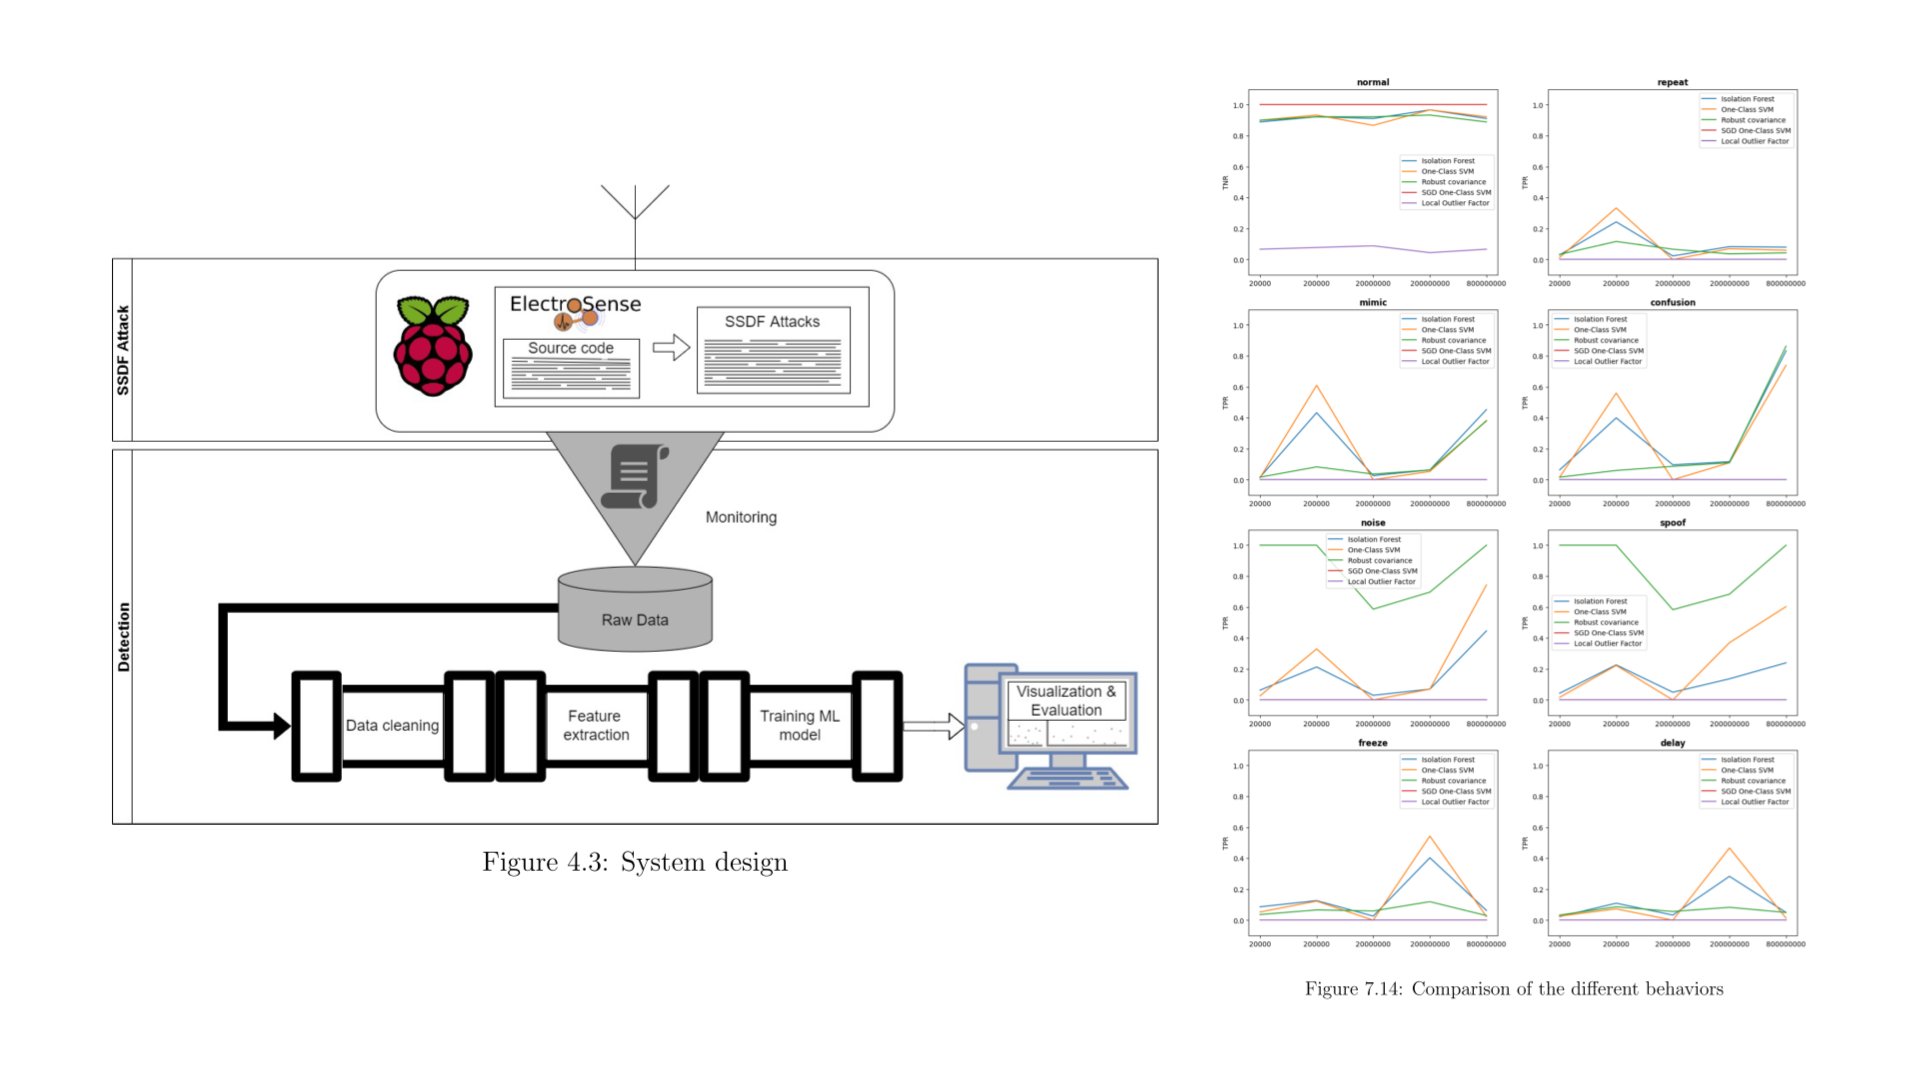 SSDF Attack
ElectroSense
Source code
SSDF Attacks
Detection
Monitoring
Raw Data
Data cleaning
Feature
extraction
Training ML
model
Visualization &
Evaluation
Figure 4.3: System design
normal
TNR
1.0
0.8
0.6
0.4
0.2
0.0
Isolation Forest
One-Class SVM
Robust covariance
SGD One-Class SVM
Local Outlier Factor
20000 200000 20000000 200000000 800000000
repeat
TPR
1.0
0.8
0.6
0.4
0.2
0.0
Isolation Forest
One-Class SVM
Robust covariance
SGD One-Class SVM
Local Outlier Factor
20000 200000 20000000 200000000 800000000
mimic
TPR
1.0
0.8
0.6
0.4
0.2
0.0
Isolation Forest
One-Class SVM
Robust covariance
SGD One-Class SVM
Local Outlier Factor
20000 200000 20000000 200000000 800000000
confusion
TPR
1.0
0.8
0.6
0.4
0.2
0.0
Isolation Forest
One-Class SVM
Robust covariance
SGD One-Class SVM
Local Outlier Factor
20000 200000 20000000 200000000 800000000
noise
TPR
1.0
0.8
0.6
0.4
0.2
0.0
Isolation Forest
One-Class SVM
Robust covariance
SGD One-Class SVM
Local Outlier Factor
20000 200000 20000000 200000000 800000000
spoof
TPR
1.0
0.8
0.6
0.4
0.2
0.0
Isolation Forest
One-Class SVM
Robust covariance
SGD One-Class SVM
Local Outlier Factor
20000 200000 20000000 200000000 800000000
freeze
TPR
1.0
0.8
0.6
0.4
0.2
0.0
Isolation Forest
One-Class SVM
Robust covariance
SGD One-Class SVM
Local Outlier Factor
20000 200000 20000000 200000000 800000000
delay
TPR
1.0
0.8
0.6
0.4
0.2
0.0
Isolation Forest
One-Class SVM
Robust covariance
SGD One-Class SVM
Local Outlier Factor
20000 200000 20000000 200000000 800000000
Figure 7.14: Comparison of the different behaviors